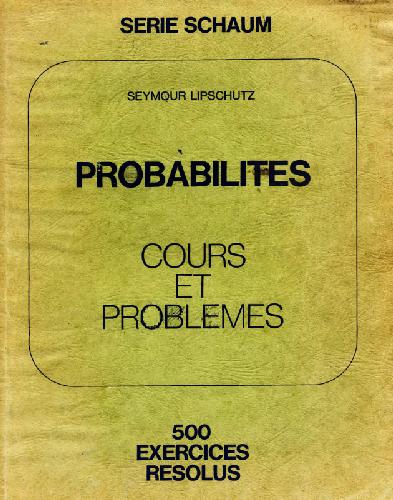 SERIE SCHAUM
SEYMOUR LIPSCHUTZ
PROBABILITES
COURS
ET
PROBLEMES
500
EXERCICES
RESOLUS